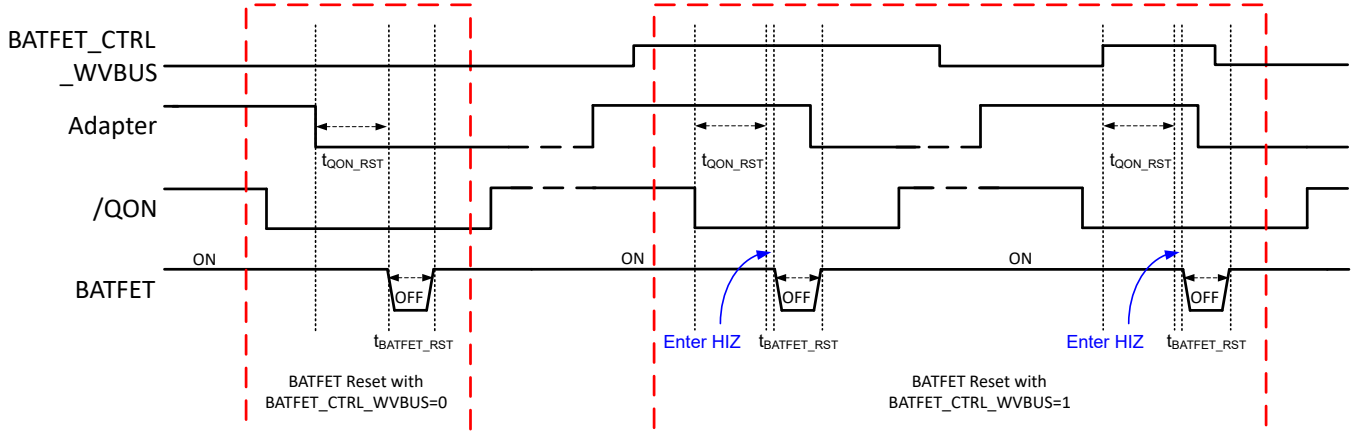 BATFET_CTRL
_WVBUS
Adapter
tQON_RST tQON_RST tQON_RST
/QON
ON ON ON
BATFET
OFF OFF OFF
Enter HIZ Enter HIZ
tBATFET_RST tBATFET_RST tBATFET_RST
BATFET Reset with
BATFET_CTRL_WVBUS=0
BATFET Reset with
BATFET_CTRL_WVBUS=1